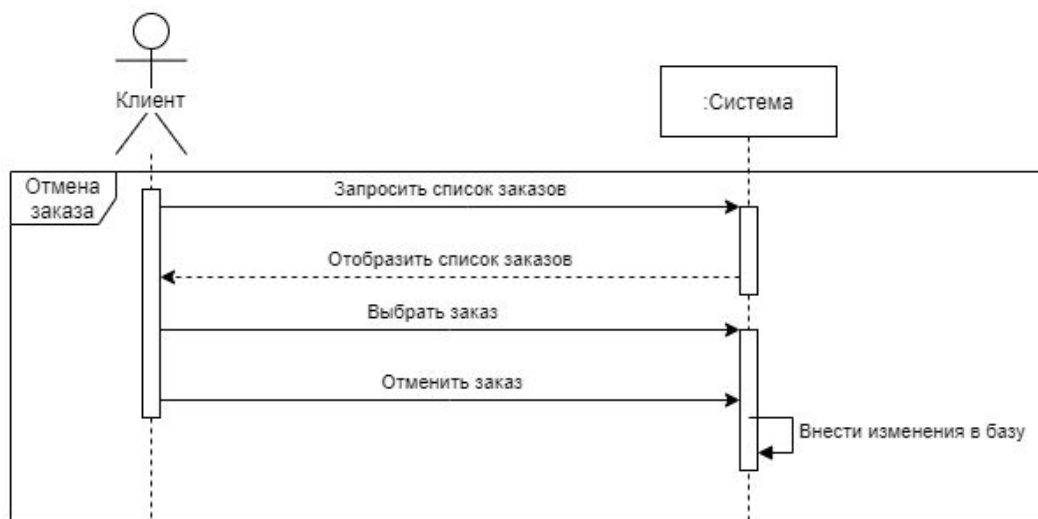 Клиент
:Система
Отмена
заказа
Запросить список заказов
Отобразить список заказов
Выбрать заказ
Отменить заказ
Внести изменения в базу